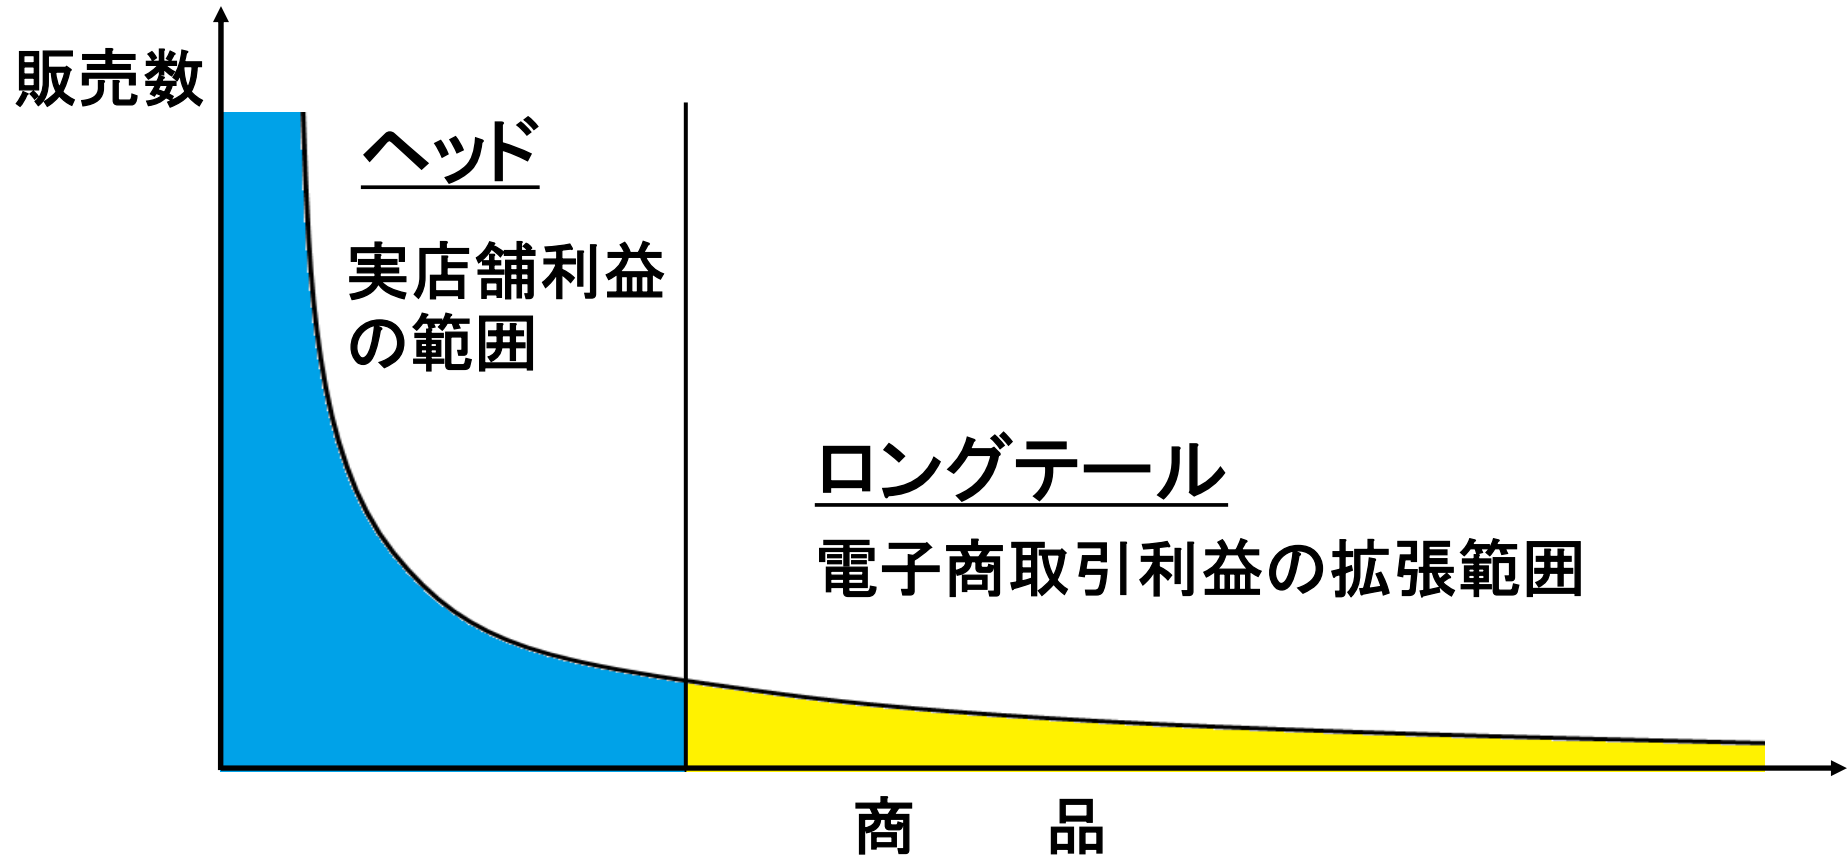 販売数
ヘッド
実店舗利益
の範囲
ロングテール
電子商取引利益の拡張範囲
商　品